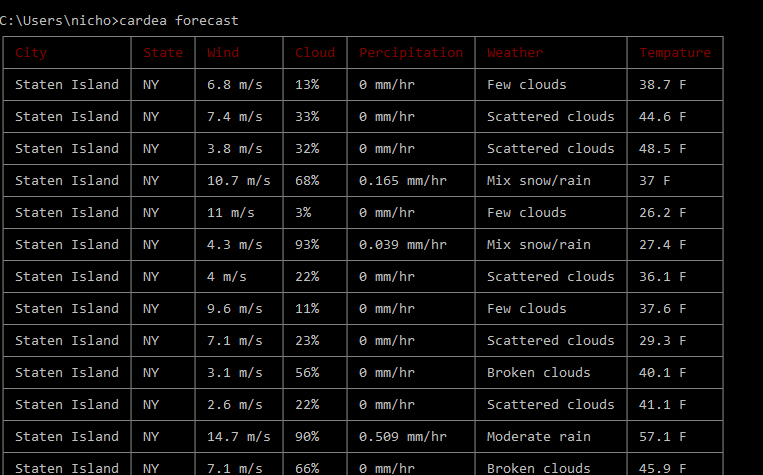 C:\Users\nicho>cardea forecast
City State Wind Cloud Percipitation Weather Tempature
Staten Island NY 6.8 m/s 13% 0 mm/hr Few clouds 38.7 F
Staten Island NY 7.4 m/s 33% 0 mm/hr Scattered clouds 44.6 F
Staten Island NY 3.8 m/s 32% 0 mm/hr Scattered clouds 48.5 F
Staten Island NY 10.7 m/s 68% 0.165 mm/hr Mix snow/rain 37 F
Staten Island NY 11 m/s 3% 0 mm/hr Few clouds 26.2 F
Staten Island NY 4.3 m/s 93% 0.039 mm/hr Mix snow/rain 27.4 F
Staten Island NY 4 m/s 22% 0 mm/hr Scattered clouds 36.1 F
Staten Island NY 9.6 m/s 11% 0 mm/hr Few clouds 37.6 F
Staten Island NY 7.1 m/s 23% 0 mm/hr Scattered clouds 29.3 F
Staten Island NY 3.1 m/s 56% 0 mm/hr Broken clouds 40.1 F
Staten Island NY 2.6 m/s 22% 0 mm/hr Scattered clouds 41.1 F
Staten Island NY 14.7 m/s 90% 0.509 mm/hr Moderate rain 57.1 F
Staten Island NY 7.1 m/s 66% 0 mm/hr Broken clouds 45.9 F